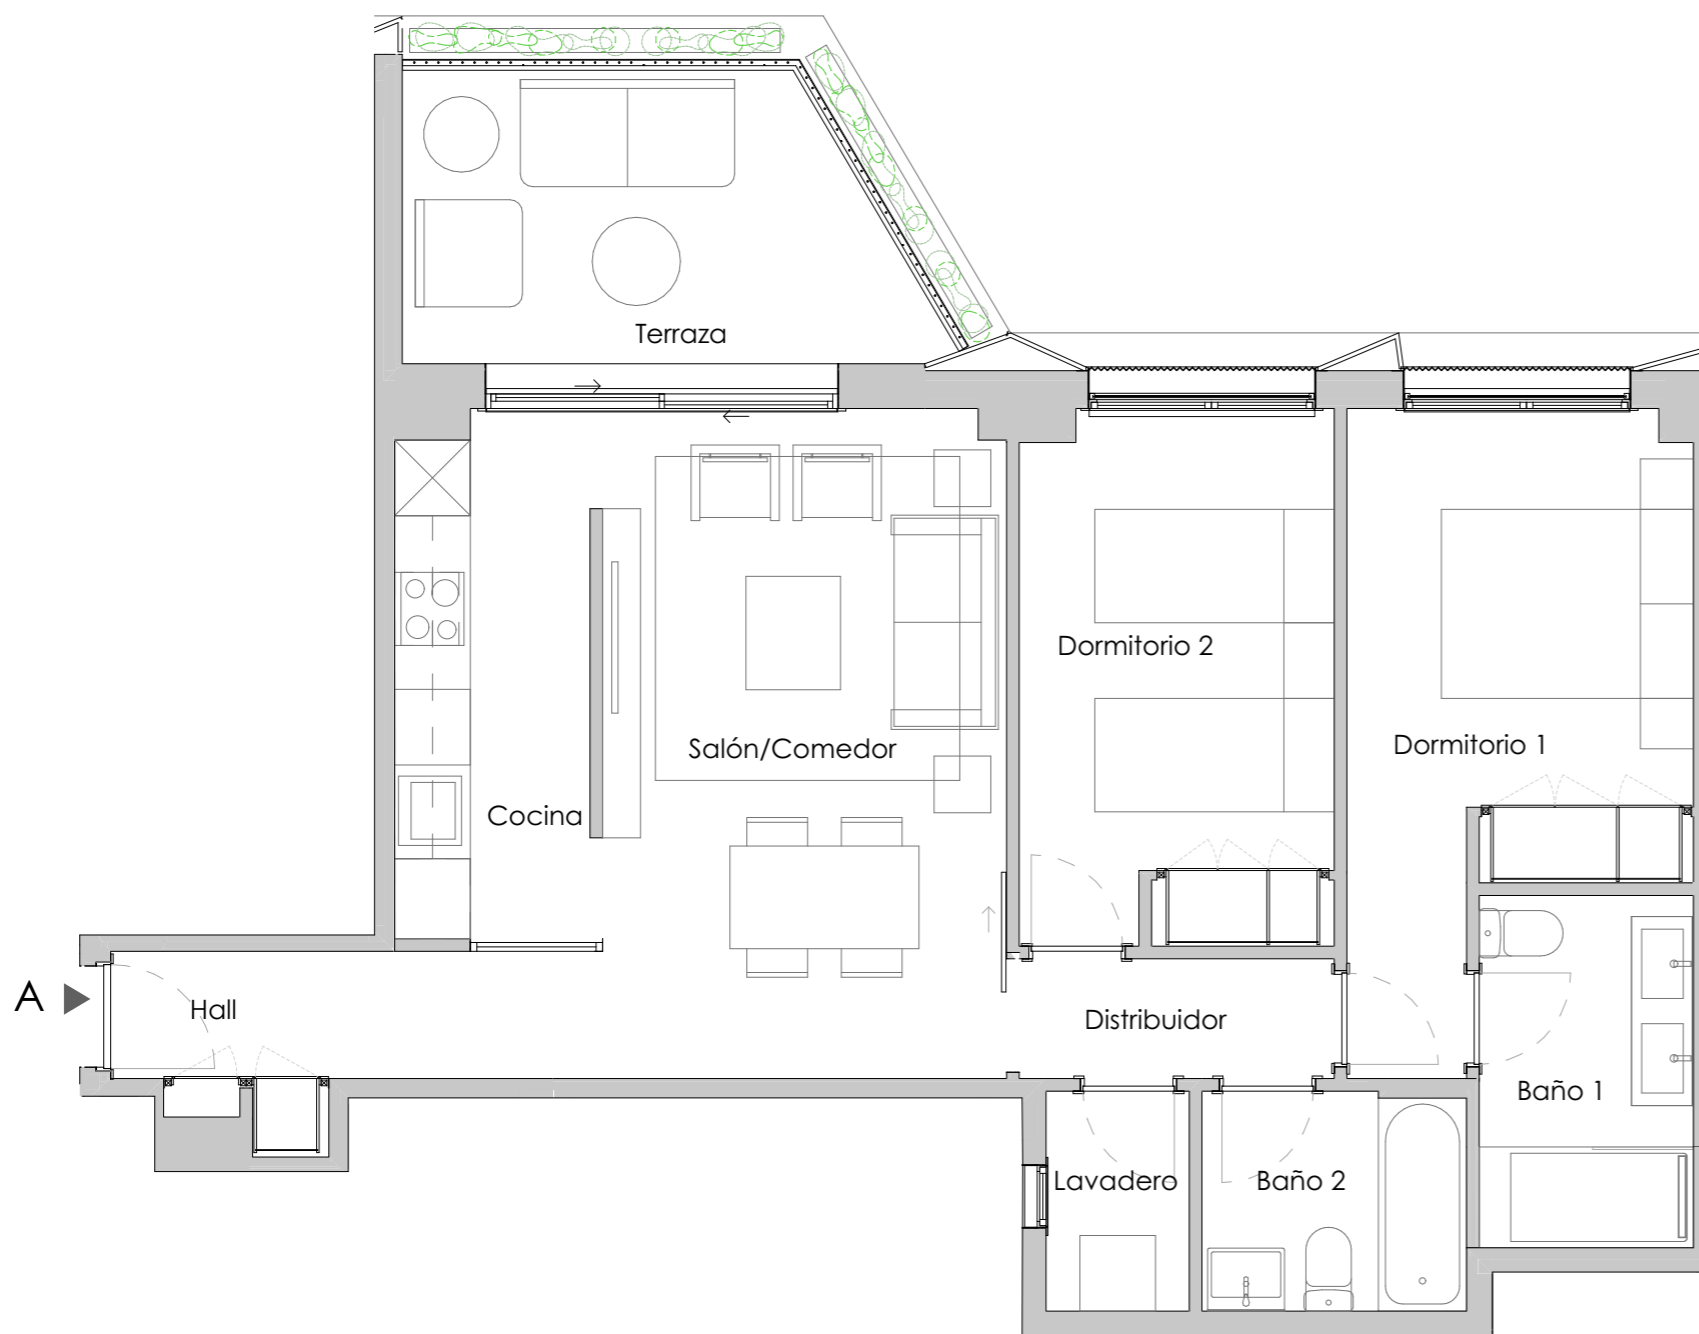 Terraza
Dormitorio 2
Dormitorio 1
Salón/Comedor
Cocina
A
Hall
Distribuidor
Baño 1
Lavadero
Baño 2